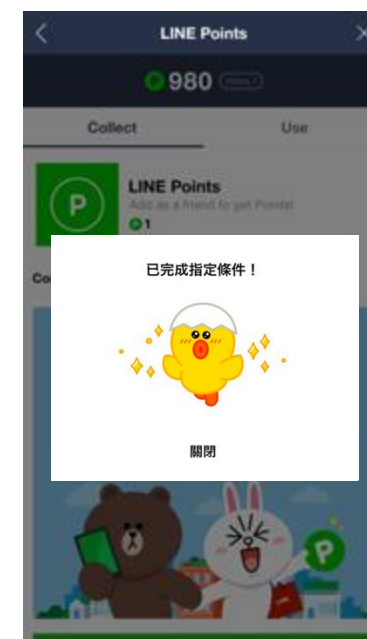 LINE Points
980
Collect
Use
LINE Points
Add as a friend to get Points!
1
Co
已完成指定條件！
關閉